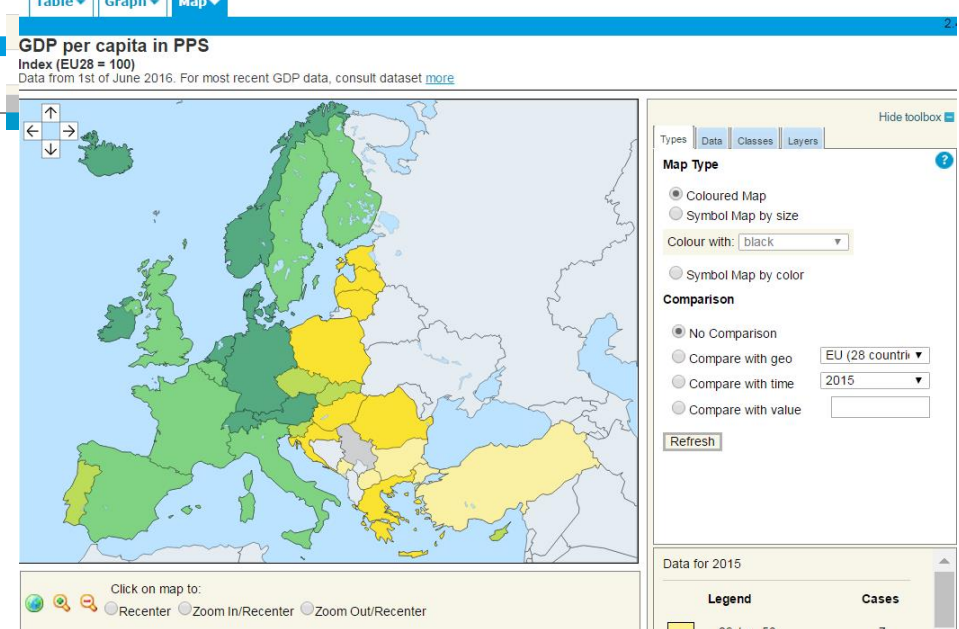 Table Graph Map
GDP per capita in PPS
Index (EU28 = 100)
Data from 1st of June 2016. For most recent GDP data, consult dataset more
Hide toolbox
Types Data Classes Layers
Map Type
?
Coloured Map
Symbol Map by size
Colour with: black
Symbol Map by color
Comparison
No Comparison
Compare with geo EU (28 countri
Compare with time 2015
Compare with value
Refresh
Data for 2015
Legend Cases
Click on map to:
Recenter Zoom In/Recenter Zoom Out/Recenter